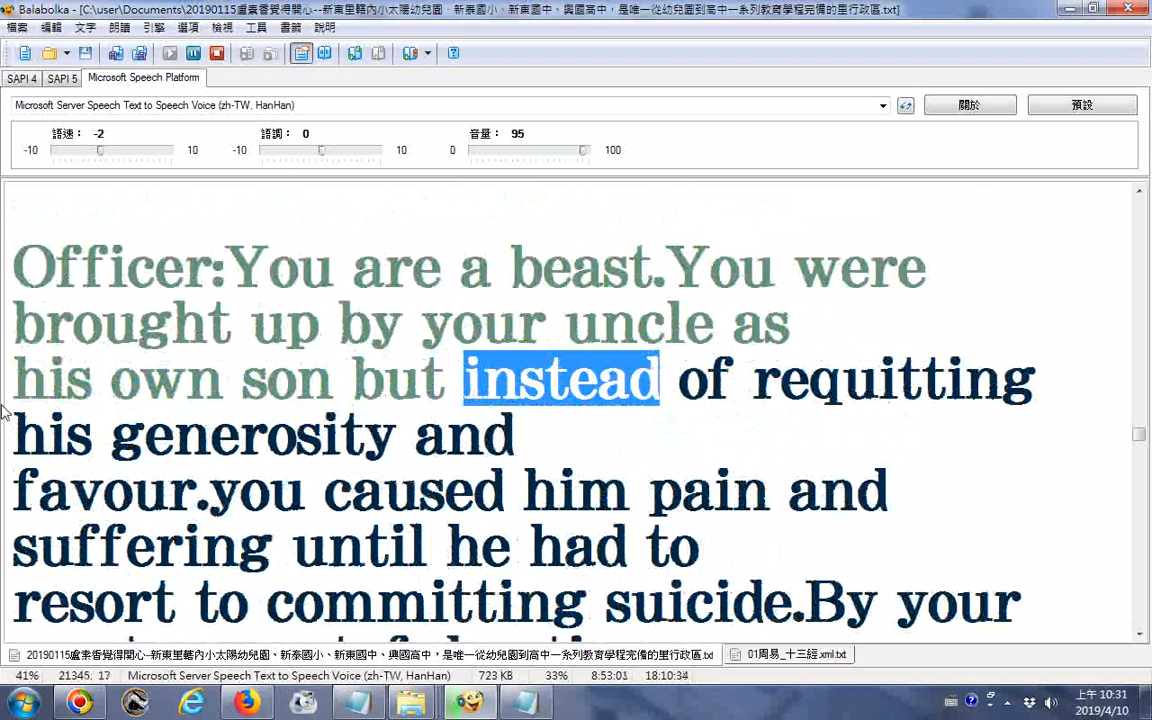 Balabolka - [C:\user\Documents\20190115盧素香覺得開心--新東里轄內小太陽幼兒園﹑新泰國小、新東國中、興國高中，是唯一從幼兒園到高中一系列教育學程完備的里行政區.txt]
檔案 編輯 文字 朗讀 引擎 選項 檢視 工具 書籤 說明
SAPI 4 SAPI 5 Microsoft Speech Platform
Microsoft Server Speech Text to Speech Voice (zh-TW, HanHan) 關於 預設
語速： -2 語調： 0 音量： 95
-10 10 -10 10 0 100
Officer:You are a beast.You were
brought up by your uncle as
his own son but instead of requitting
his generosity and
favour.you caused him pain and
suffering until he had to
resort to committing suicide.By your
20190115盧素香覺得開心--新東里轄內小太陽幼兒園、新泰國小、新東國中、興國高中，是唯一從幼兒園到高中一系列教育學程完備的里行政區.txt 01周易_十三經.xml.txt
41% 21345: 17 Microsoft Server Speech Text to Speech Voice (zh-TW, HanHan) 723 KB 33% 8:53:01 18:10:34
上午 10:31
2019/4/10